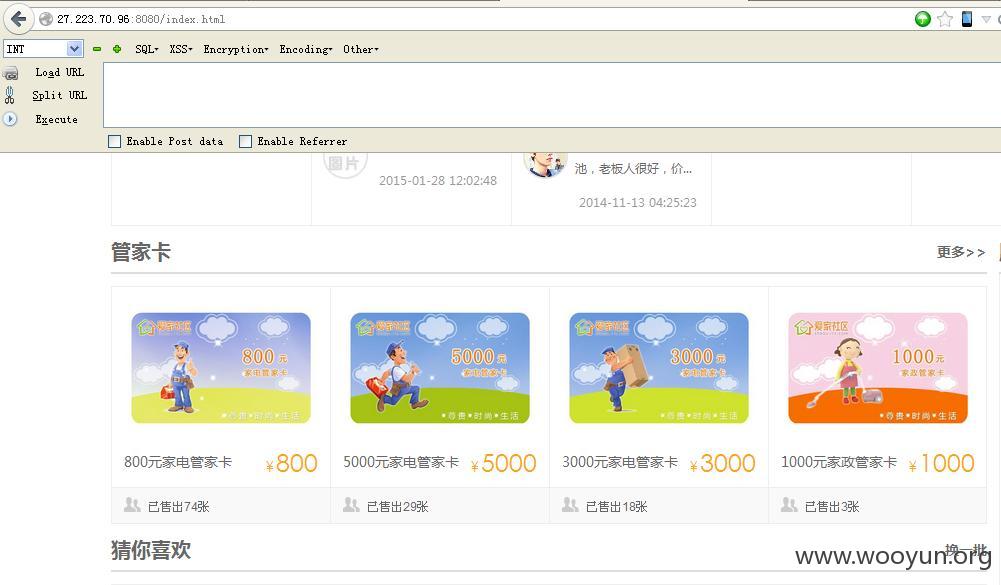 27.223.70.96:8080/index.html
INT SQL XSS Encryption Encoding Other
Load URL
Split URL
Execute
Enable Post data Enable Referrer
图片
池，老板人很好，价...
2015-01-28 12:02:48
2014-11-13 04:25:23
管家卡 更多>>
爱家社区 爱家社区 爱家社区 爱家社区
800元 5000元 3000元 1000元
家电管家卡 家电管家卡 家电管家卡 家政管家卡
★尊贵★时尚★生活 ★尊贵★时尚★生活 ★尊贵★时尚★生活 ★尊贵★时尚★生活
800元家电管家卡 ¥800 5000元家电管家卡 ¥5000 3000元家电管家卡 ¥3000 1000元家政管家卡 ¥1000
已售出74张 已售出29张 已售出18张 已售出3张
猜你喜欢 换一批
www.wooyun.org